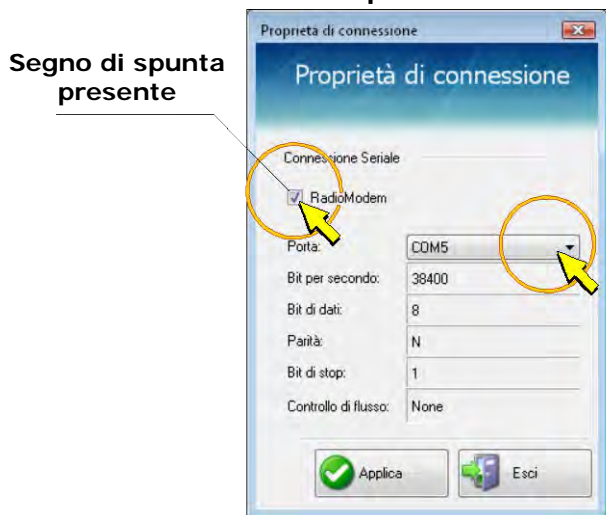 Proprietà di connessione
Segno di spunta
presente
Proprietà di connessione
Connessione Seriale
RadioModem
Porta: COM5
Bit per secondo: 38400
Bit di dati: 8
Parità: N
Bit di stop: 1
Controllo di flusso: None
Applica Esci